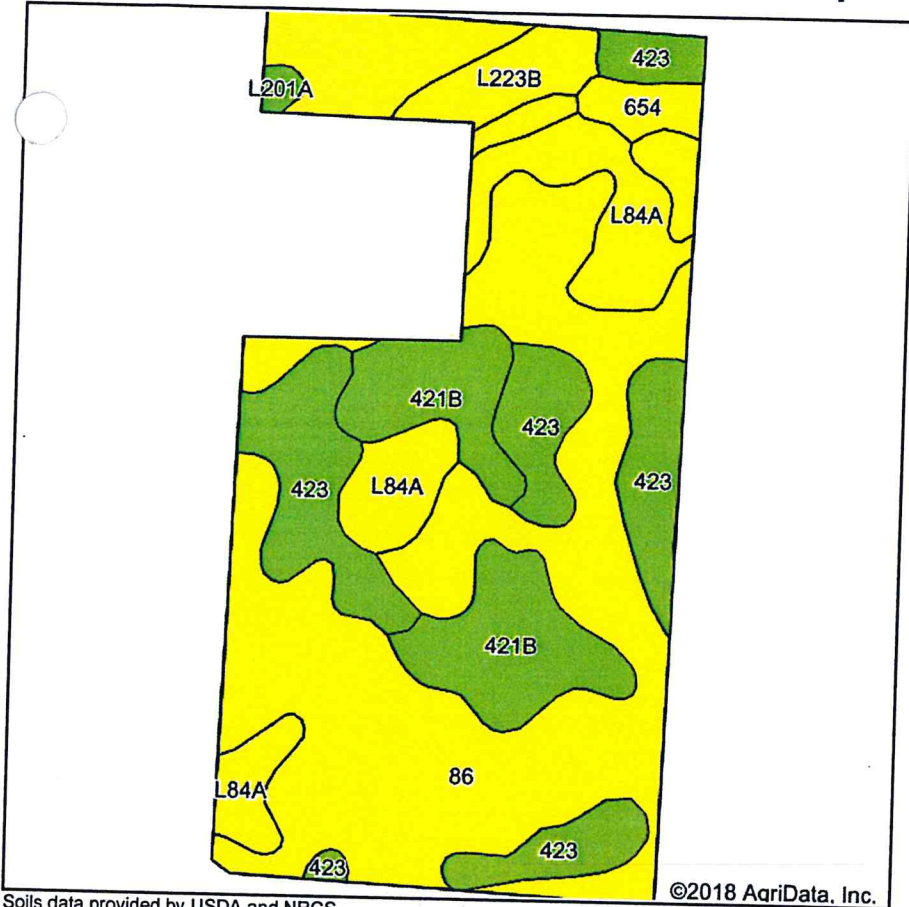 423
L223B
L201A
654
L84A
421B
423
423
L84A
423
421B
86
L84A
423
423
©2018 AgriData, Inc.
Soils data provided by USDA and NRCS.